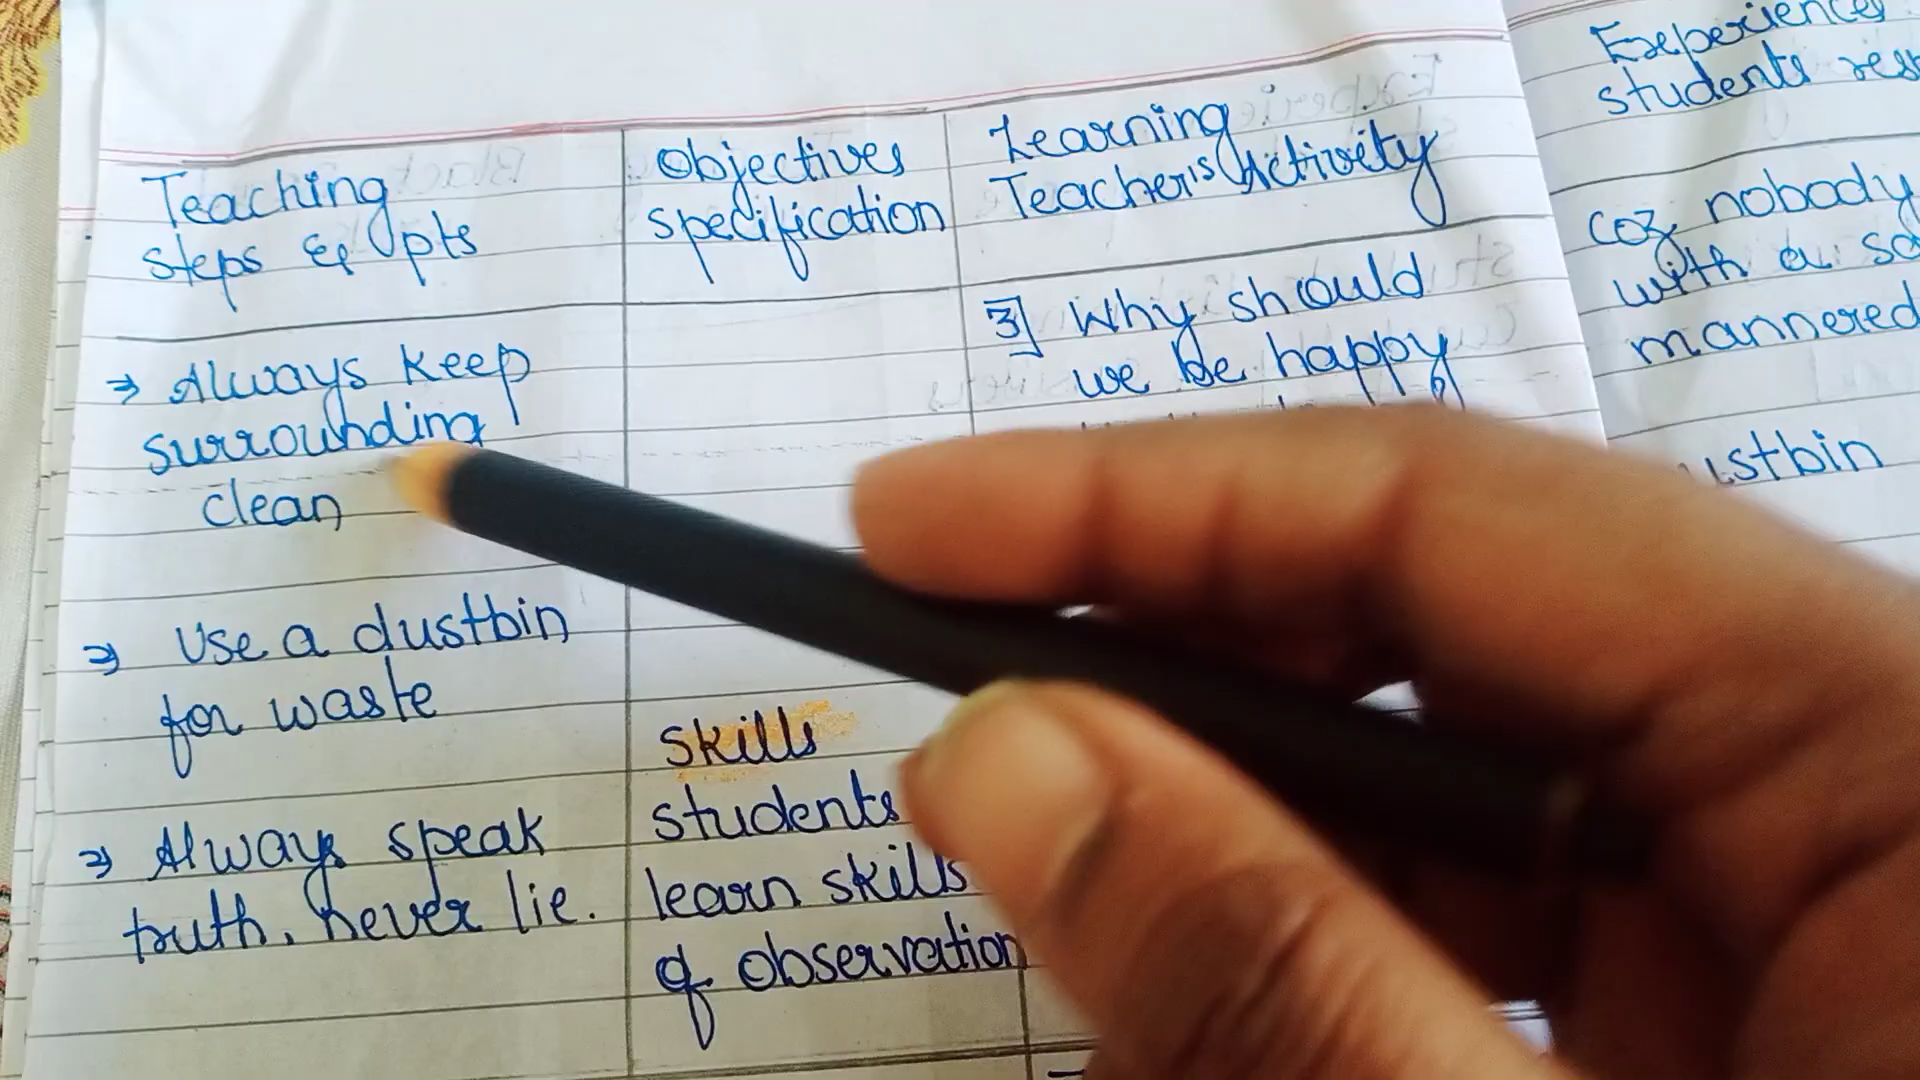 Teaching
steps & pts
Objectives
specification
Learning
Teacher's Activity
Experiences
students
⇒ Always keep
surrounding
clean
⇒ Use a dustbin
for waste
⇒ Always speak
truth, never lie.
Skills
students
learn skills
of observation
3] Why should
we be happy
coz nobody
with a
mannered